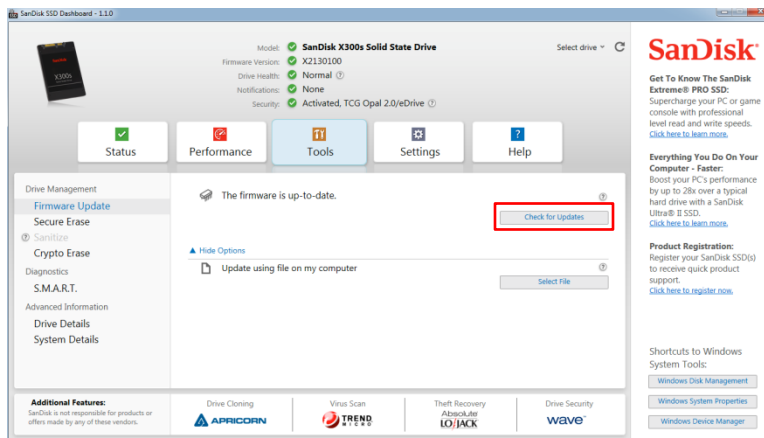 SanDisk SSD Dashboard - 1.1.0
SanDisk
X300s
Model: SanDisk X300s Solid State Drive
Firmware Version: X2130100
Drive Health: Normal ?
Notifications: None
Security: Activated, TCG Opal 2.0/eDrive ?
Select drive
Status
Performance
Tools
Settings
? Help
Drive Management
Firmware Update
Secure Erase
? Sanitize
Crypto Erase
Diagnostics
S.M.A.R.T.
Advanced Information
Drive Details
System Details
The firmware is up-to-date. ?
Check for Updates
Hide Options
Update using file on my computer ?
Select File
SanDisk®
Get To Know The SanDisk
Extreme® PRO SSD:
Supercharge your PC or game
console with professional
level read and write speeds.
Click here to learn more.
Everything You Do On Your
Computer - Faster:
Boost your PC's performance
by up to 28x over a typical
hard drive with a SanDisk
Ultra® II SSD.
Click here to learn more.
Product Registration:
Register your SanDisk SSD(s)
to receive quick product
support.
Click here to register now.
Shortcuts to Windows
System Tools:
Windows Disk Management
Windows System Properties
Windows Device Manager
Additional Features:
SanDisk is not responsible for products or
offers made by any of these vendors.
Drive Cloning
APRICORN
Virus Scan
TREND
MICRO
Theft Recovery
Absolute
LO/JACK
Drive Security
wave